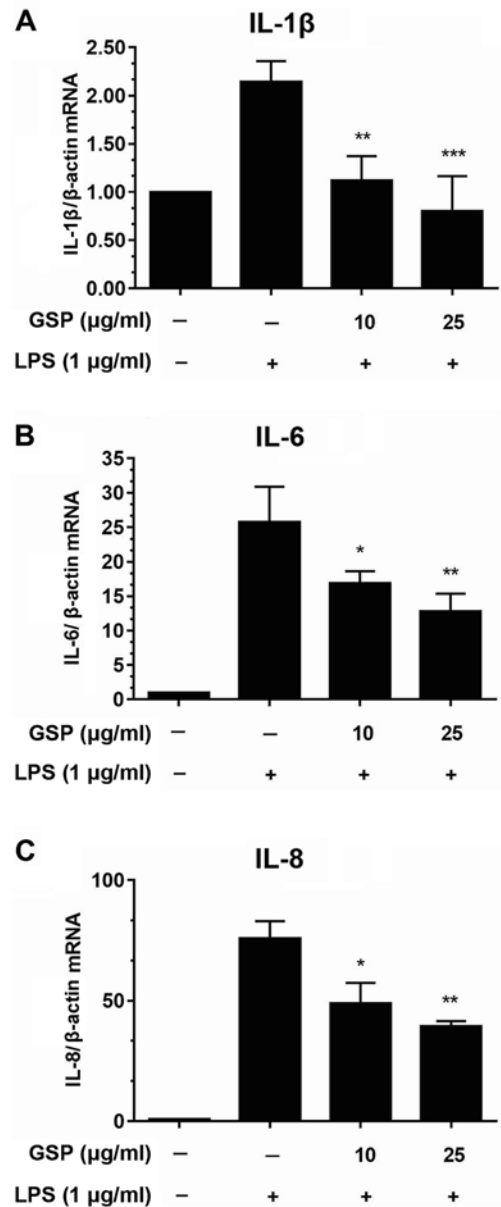 A
IL-1β
IL-1β/β-actin mRNA
2.50
2.00
1.50
1.00
0.50
0.00
**
***
GSP (μg/ml) – – 10 25
LPS (1 μg/ml) – + + +
B
IL-6
IL-6/ β-actin mRNA
35
30
25
20
15
10
5
0
*
**
GSP (μg/ml) – – 10 25
LPS (1 μg/ml) – + + +
C
IL-8
IL-8/β-actin mRNA
100
50
0
*
**
GSP (μg/ml) – – 10 25
LPS (1 μg/ml) – + + +